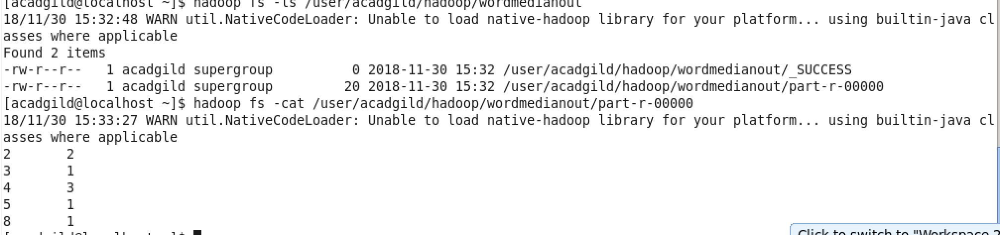 [acadgild@localhost ~]$ hadoop fs -ls /user/acadgild/hadoop/wordmedianout
18/11/30 15:32:48 WARN util.NativeCodeLoader: Unable to load native-hadoop library for your platform... using builtin-java cl
asses where applicable
Found 2 items
-rw-r--r--   1 acadgild supergroup          0 2018-11-30 15:32 /user/acadgild/hadoop/wordmedianout/_SUCCESS
-rw-r--r--   1 acadgild supergroup         20 2018-11-30 15:32 /user/acadgild/hadoop/wordmedianout/part-r-00000
[acadgild@localhost ~]$ hadoop fs -cat /user/acadgild/hadoop/wordmedianout/part-r-00000
18/11/30 15:33:27 WARN util.NativeCodeLoader: Unable to load native-hadoop library for your platform... using builtin-java cl
asses where applicable
2       2
3       1
4       3
5       1
8       1
[acadgild@localhost ~]$
Click to switch to "Workspace